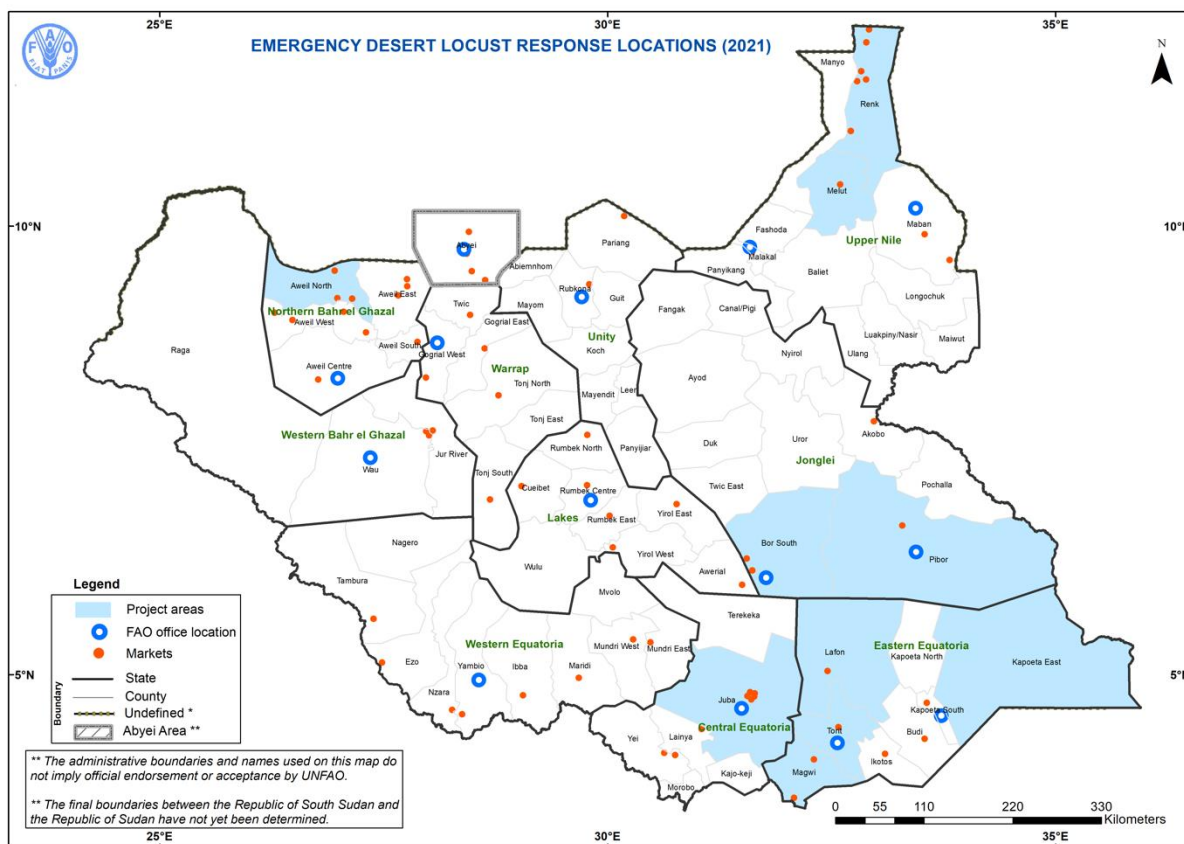 25°E
30°E
35°E
F A O
FIAT PANIS
EMERGENCY DESERT LOCUST RESPONSE LOCATIONS (2021)
N
Manyo
Renk
Melut
10°N
10°N
Maban
Fashoda
Upper Nile
Malakal
Panyikang
Baliet
Abyei
Pariang
Abiemnhom
Aweil North
Aweil East
Rubkona
Longochuk
Northern Bahr el Ghazal
Twic
Mayom
Guit
Fangak
Canal/Pigi
Aweil West
Gogrial East
Luakpiny/Nasir
Unity
Maiwut
Raga
Aweil South
Gogrial West
Koch
Nyirol
Ulang
Aweil Centre
Warrap
Ayod
Tonj North
Mayendit
Leer
Tonj East
Western Bahr el Ghazal
Akobo
Rumbek North
Panyijiar
Duk
Uror
Jur River
Jonglei
Wau
Tonj South
Cueibet
Rumbek Centre
Twic East
Pochalla
Lakes
Rumbek East
Yirol East
Nagero
Bor South
Wulu
Yirol West
Pibor
Awerial
Tambura
Mvolo
Terekeka
Western Equatoria
Mundri West
Mundri East
Lafon
Eastern Equatoria
Kapoeta North
Ezo
Yambio
Ibba
Maridi
Kapoeta East
5°N
5°N
Nzara
Juba
Kapoeta South
Central Equatoria
Torit
Budi
Yei
Lainya
Ikotos
Magwi
Kajo-keji
Morobo
Legend
Project areas
FAO office location
Markets
Boundary
State
County
Undefined *
Abyei Area **
** The administrative boundaries and names used on this map do
not imply official endorsement or acceptance by UNFAO.
** The final boundaries between the Republic of South Sudan and
the Republic of Sudan have not yet been determined.
0 55 110 220 330
Kilometers
25°E
30°E
35°E